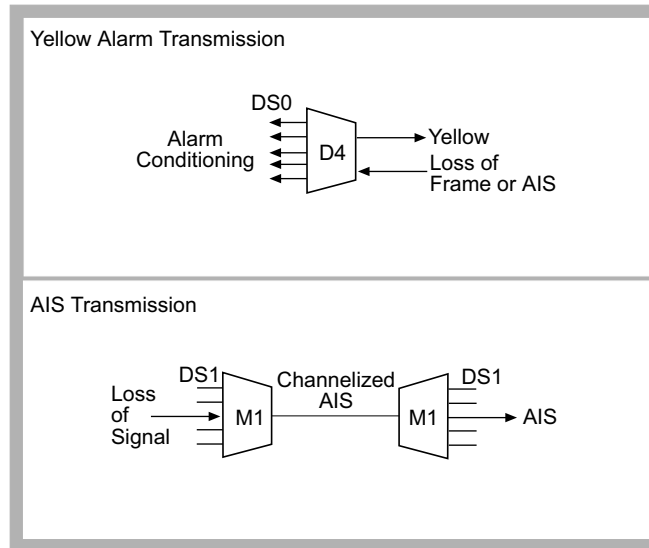 Yellow Alarm Transmission
DS0
Alarm
Conditioning
D4
Yellow
Loss of
Frame or AIS
AIS Transmission
Loss
of
Signal
DS1
M1
Channelized
AIS
M1
DS1
AIS